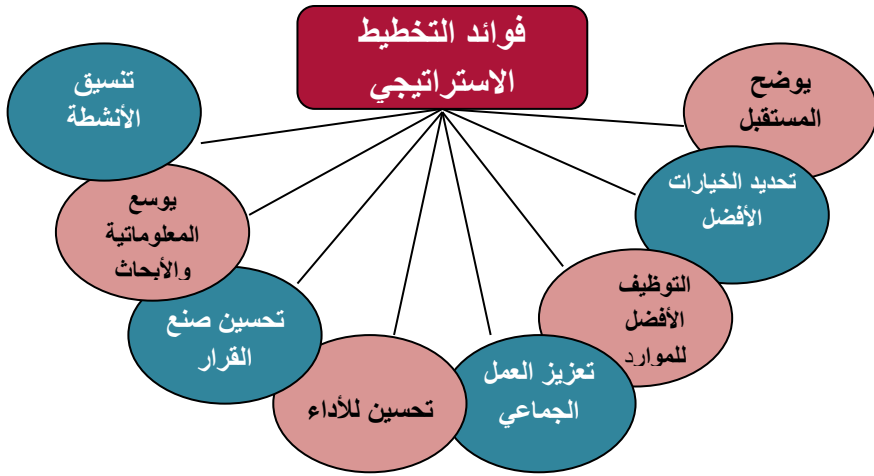 فوائد التخطيط
الاستراتيجي
يوضح
المستقبل
تحديد الخيارات
الأفضل
التوظيف
الأفضل
للموارد
تعزيز العمل
الجماعي
تحسين للأداء
تحسين صنع
القرار
يوسع
المعلوماتية
والأبحاث
تنسيق
الأنشطة